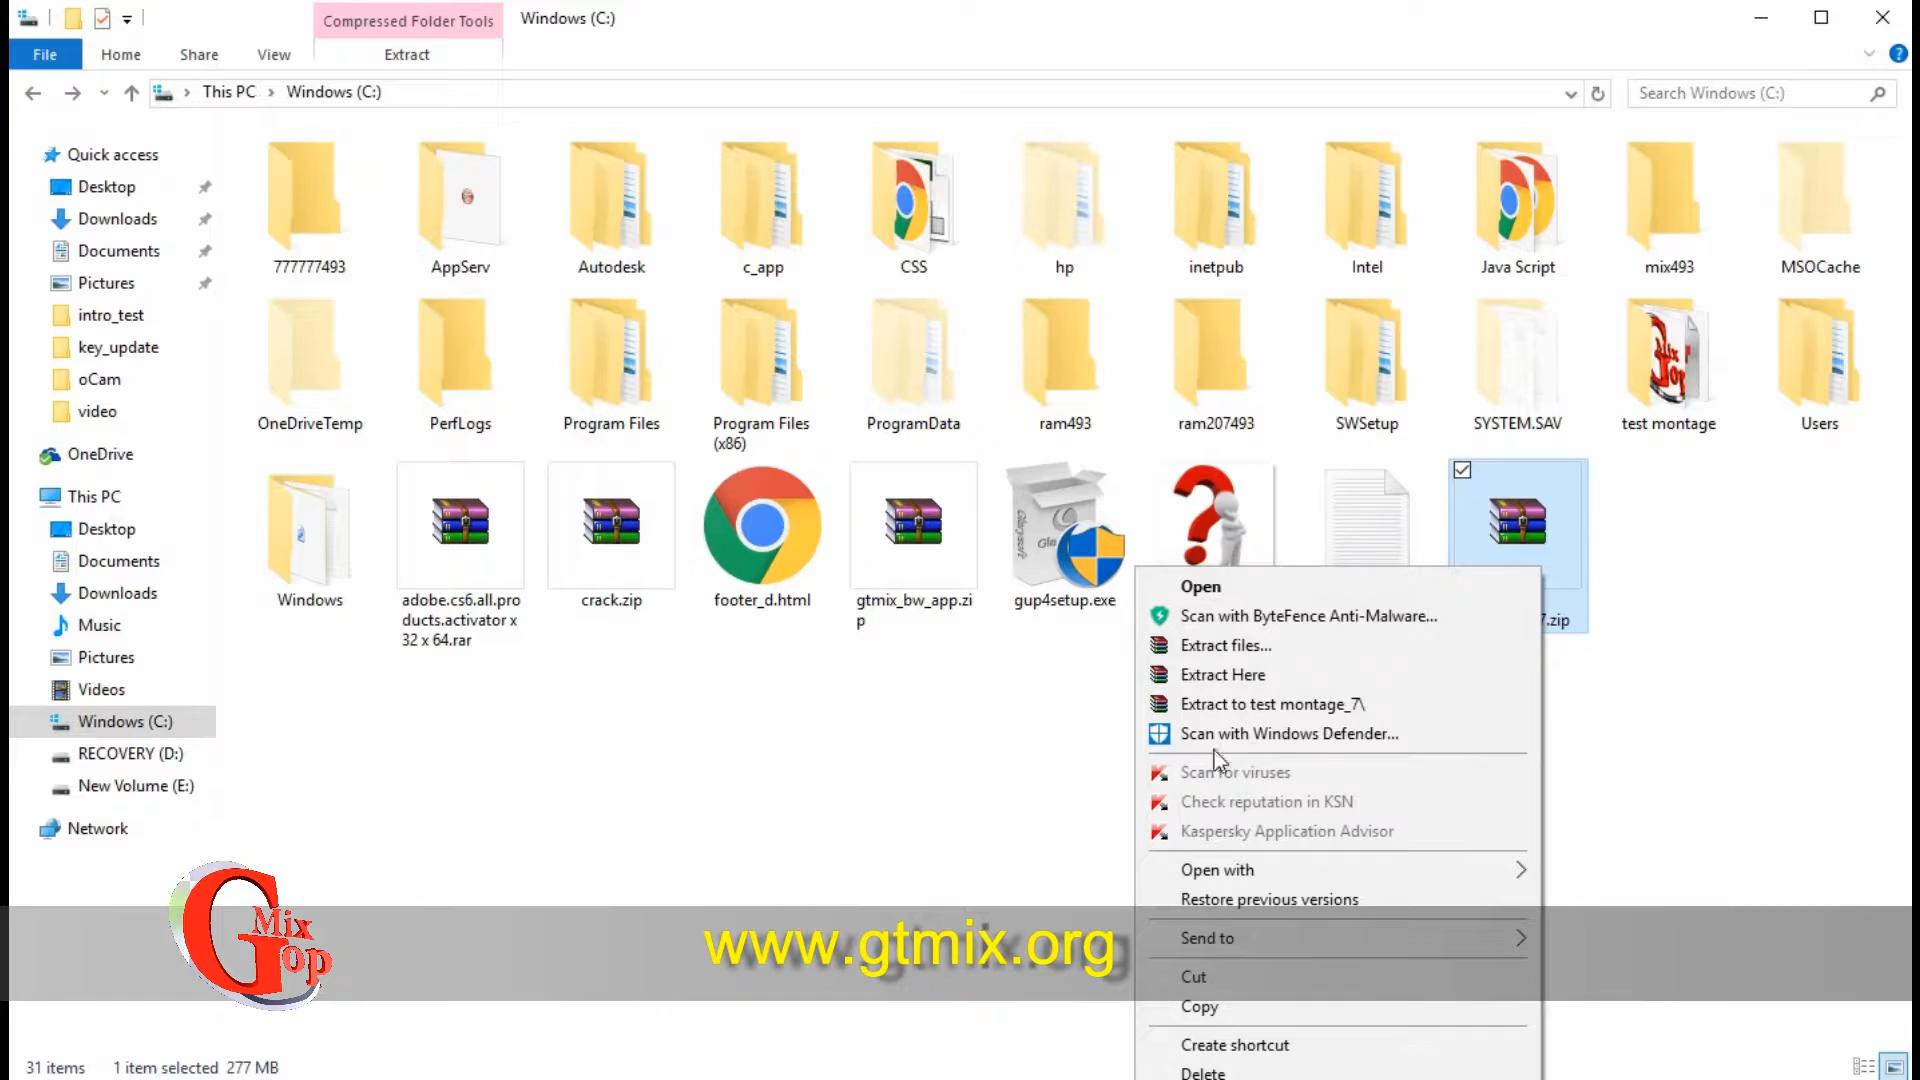 Compressed Folder Tools
Windows (C:)
File
Home
Share
View
Extract
This PC
Windows (C:)
Search Windows (C:)
Quick access
Desktop
Downloads
Documents
Pictures
intro_test
key_update
oCam
video
OneDrive
This PC
Desktop
Documents
Downloads
Music
Pictures
Videos
Windows (C:)
RECOVERY (D:)
New Volume (E:)
Network
777777493
AppServ
Autodesk
c_app
CSS
hp
inetpub
Intel
Java Script
mix493
MSOCache
OneDriveTemp
PerfLogs
Program Files
Program Files
(x86)
ProgramData
ram493
ram207493
SWSetup
SYSTEM.SAV
test montage
Users
Windows
adobe.cs6.all.pro
ducts.activator x
32 x 64.rar
crack.zip
footer_d.html
gtmix_bw_app.zi
p
gup4setup.exe
7.zip
Open
Scan with ByteFence Anti-Malware...
Extract files...
Extract Here
Extract to test montage_7\
Scan with Windows Defender...
Scan for viruses
Check reputation in KSN
Kaspersky Application Advisor
Open with
Restore previous versions
Send to
Cut
Copy
Create shortcut
Delete
G Mix Top
www.gtmix.org
31 items
1 item selected 277 MB